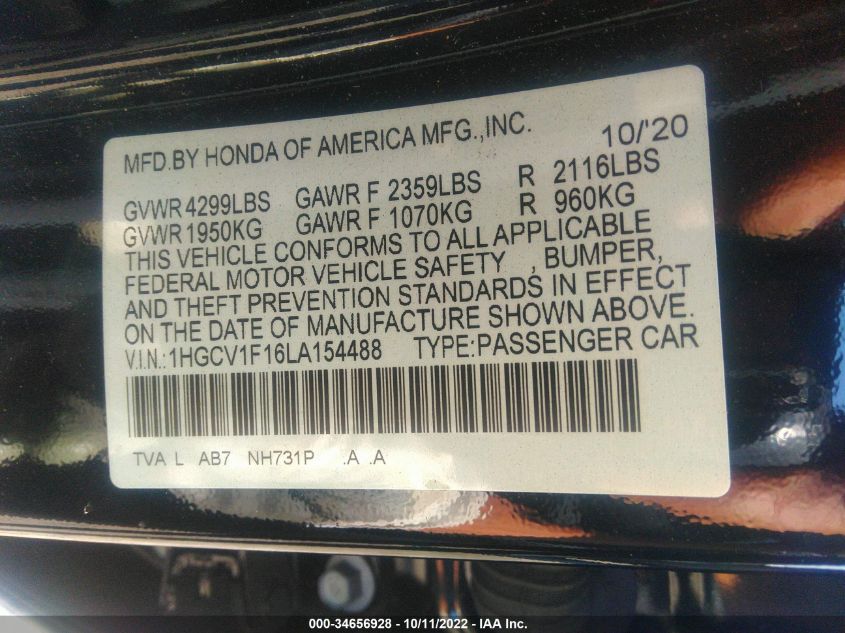 MFD.BY HONDA OF AMERICA MFG.,INC. 10/'20
GVWR 4299LBS GAWR F 2359LBS R 2116LBS
GVWR 1950KG GAWR F 1070KG R 960KG
THIS VEHICLE CONFORMS TO ALL APPLICABLE
FEDERAL MOTOR VEHICLE SAFETY , BUMPER,
AND THEFT PREVENTION STANDARDS IN EFFECT
ON THE DATE OF MANUFACTURE SHOWN ABOVE.
V.I.N.:1HGCV1F16LA154488 TYPE:PASSENGER CAR
TVA L AB7 NH731P .A .A
000-34656928 - 10/11/2022 - IAA Inc.